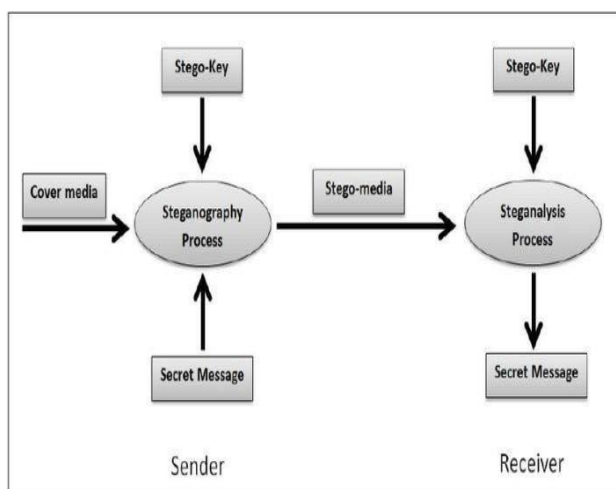 Stego-Key
Stego-Key
Cover media
Stego-media
Steganography
Process
Steganalysis
Process
Secret Message
Secret Message
Sender
Receiver